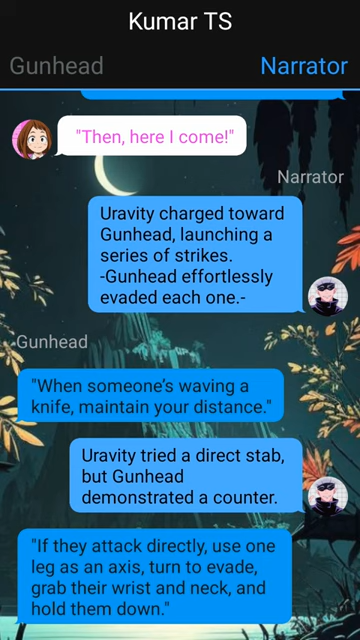 Kumar TS
Gunhead
Narrator
"Then, here I come!"
Narrator
Uravity charged toward
Gunhead, launching a
series of strikes.
-Gunhead effortlessly
evaded each one.-
Gunhead
"When someone's waving a
knife, maintain your distance."
Uravity tried a direct stab,
but Gunhead
demonstrated a counter.
"If they attack directly, use one
leg as an axis, turn to evade,
grab their wrist and neck, and
hold them down."